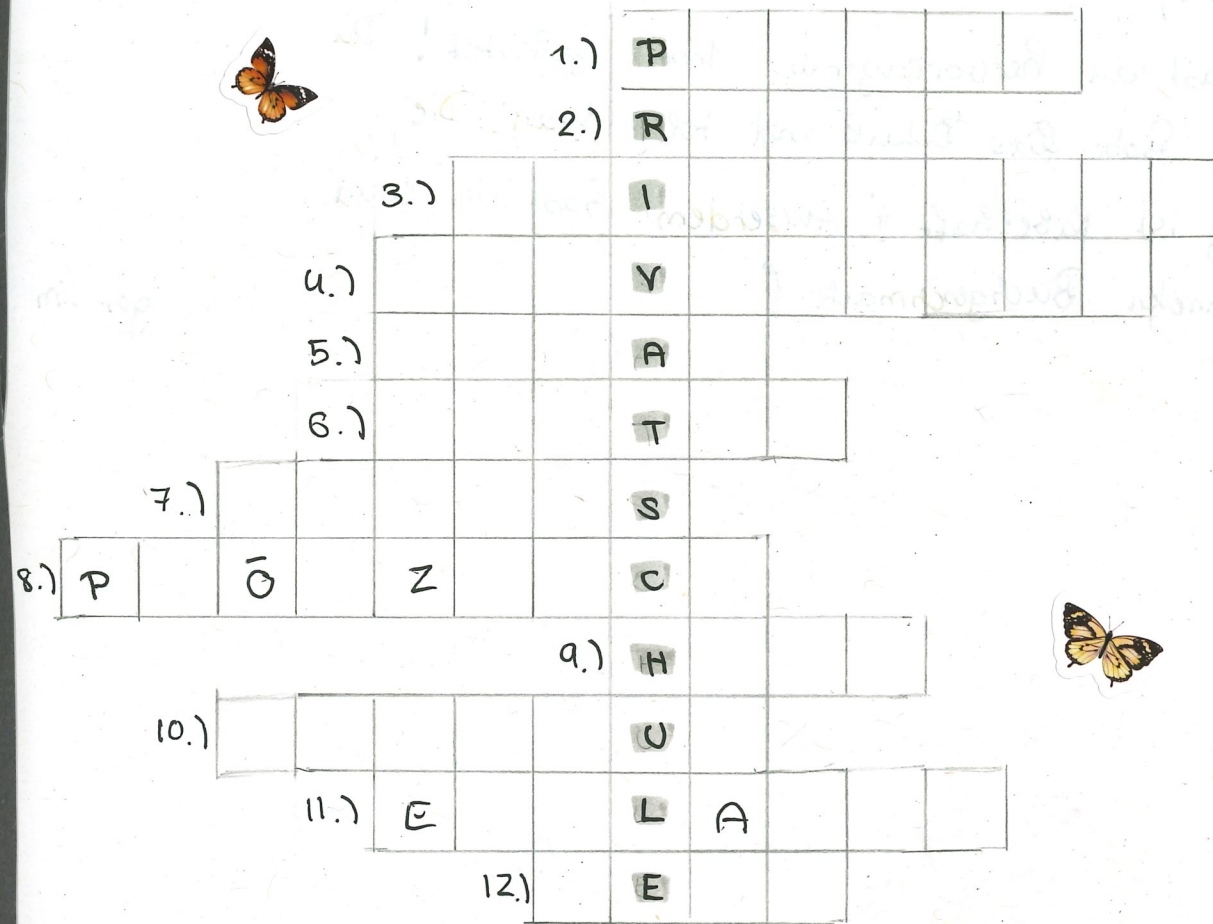 1.) P
2.) R
3.) I
4.) V
5.) A
6.) T
7.) S
8.) P Ō Z C
9.) H
10.) U
11.) E L A
12.) E